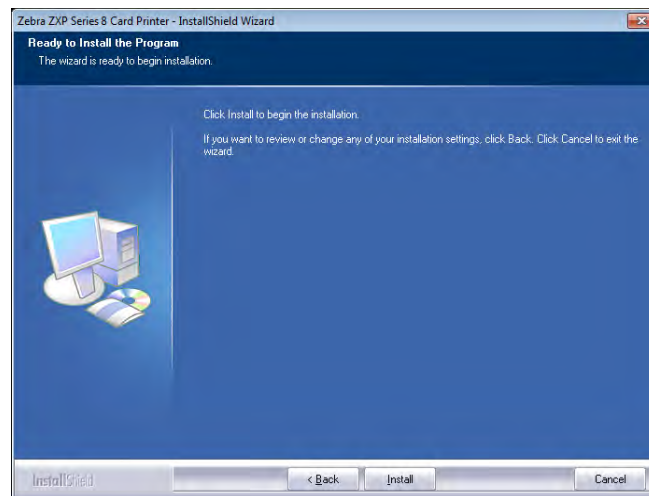 Zebra ZXP Series 8 Card Printer - InstallShield Wizard
Ready to Install the Program
The wizard is ready to begin installation.
Click Install to begin the installation.
If you want to review or change any of your installation settings, click Back. Click Cancel to exit the
wizard.
InstallShield
< Back
Install
Cancel